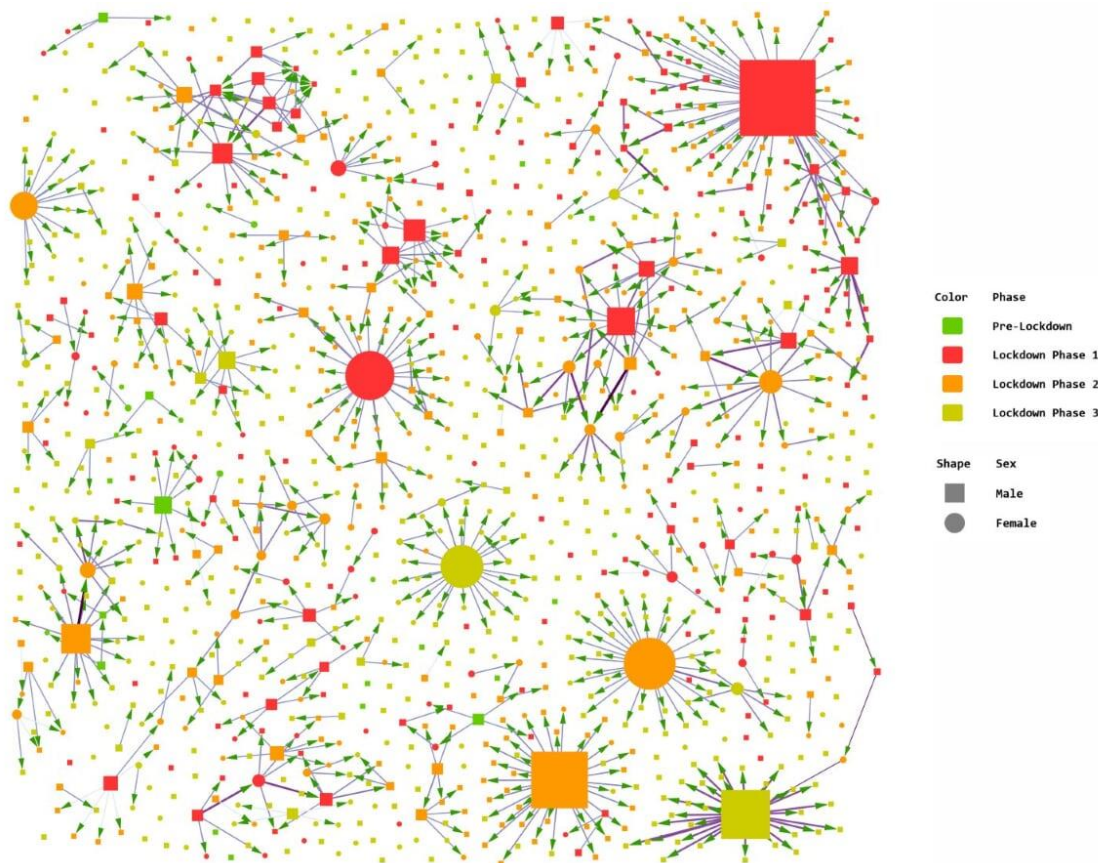 Color Phase
Pre-Lockdown
Lockdown Phase 1
Lockdown Phase 2
Lockdown Phase 3
Shape Sex
Male
Female